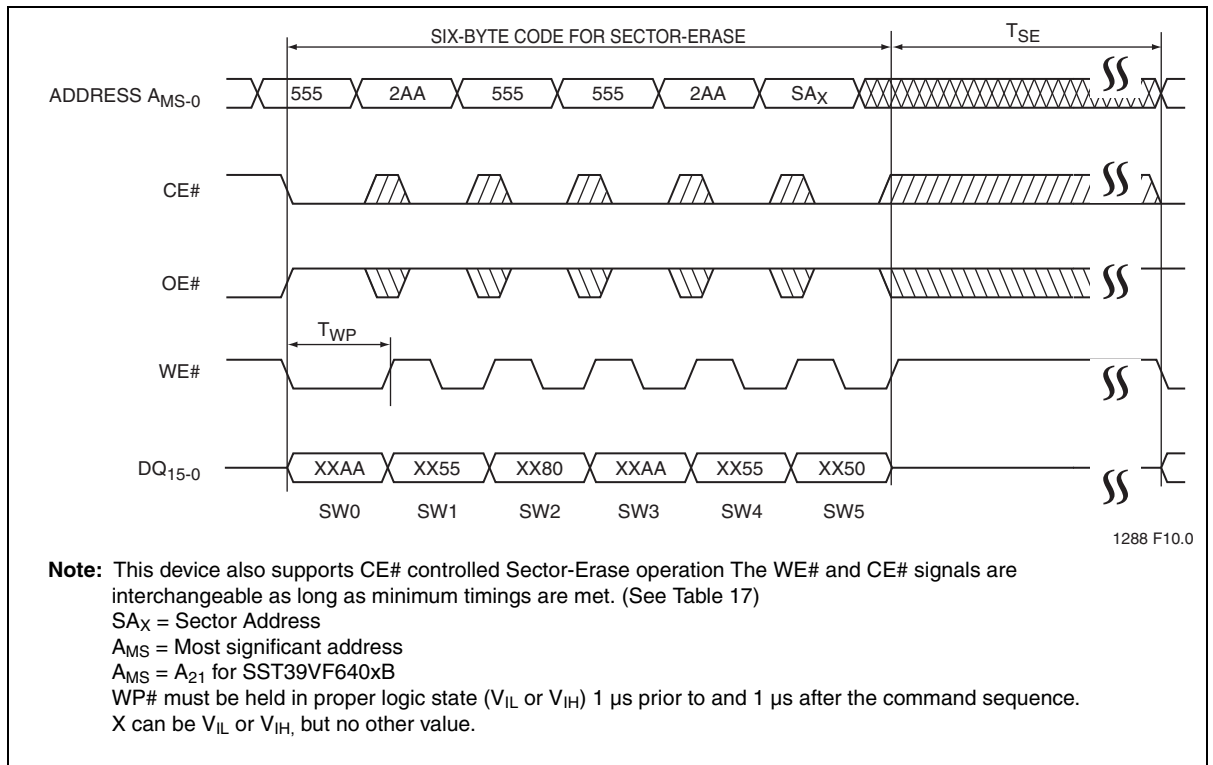 SIX-BYTE CODE FOR SECTOR-ERASE
TSE
ADDRESS AMS-0
555 2AA 555 555 2AA SAX
CE#
OE#
TWP
WE#
DQ15-0
XXAA XX55 XX80 XXAA XX55 XX50
SW0 SW1 SW2 SW3 SW4 SW5
1288 F10.0
Note: This device also supports CE# controlled Sector-Erase operation The WE# and CE# signals are
interchangeable as long as minimum timings are met. (See Table 17)
SAX = Sector Address
AMS = Most significant address
AMS = A21 for SST39VF640xB
WP# must be held in proper logic state (VIL or VIH) 1 µs prior to and 1 µs after the command sequence.
X can be VIL or VIH, but no other value.